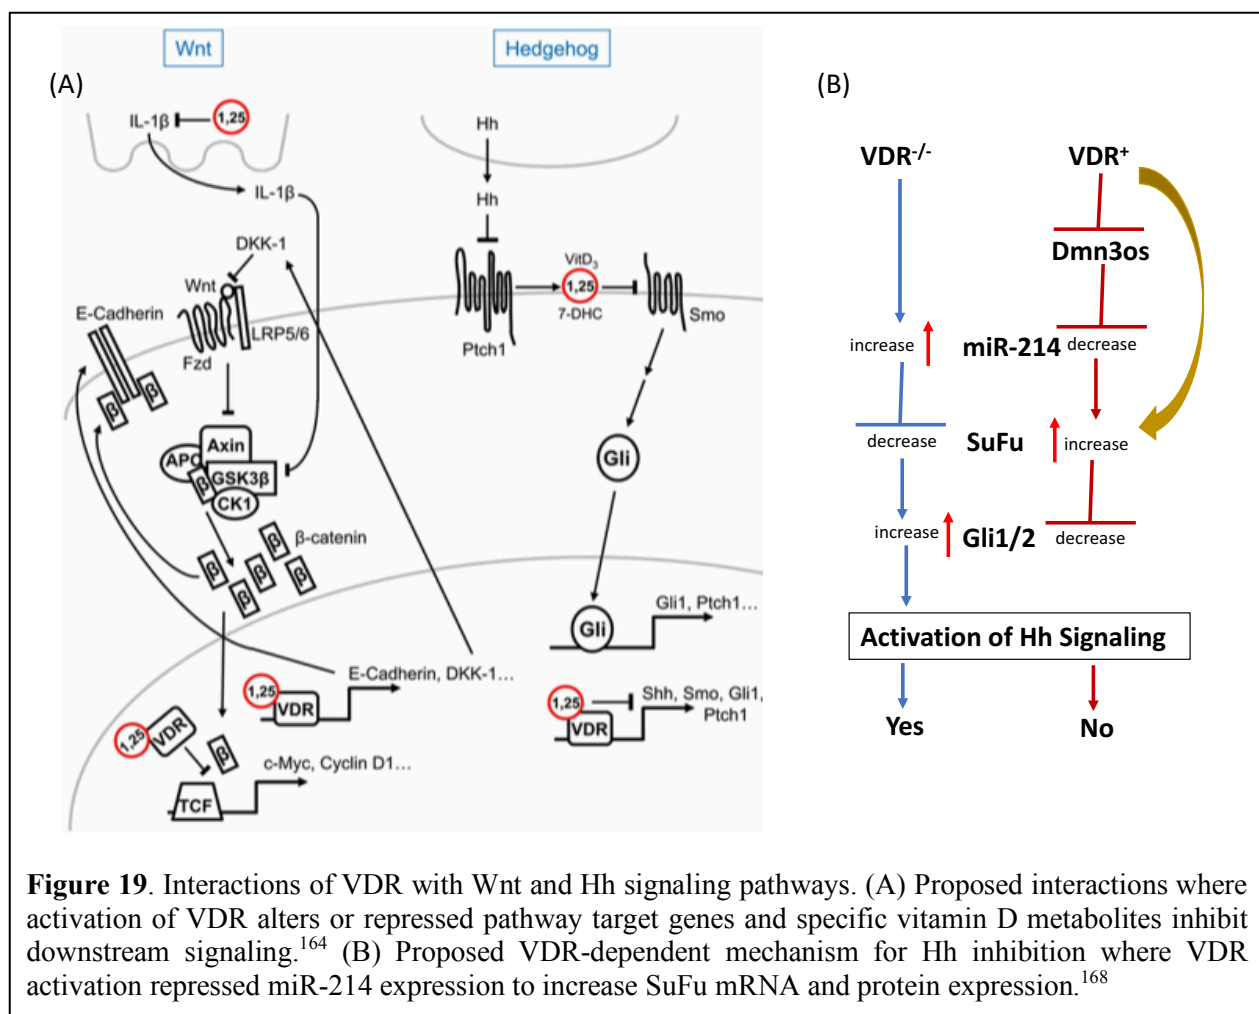 Wnt
Hedgehog
(A)
(B)
IL-1β
1,25
IL-1β
DKK-1
Wnt
E-Cadherin
LRP5/6
Fzd
β
β
Axin
APC
GSK3β
β
CK1
β-catenin
β
β
β
β
β
E-Cadherin, DKK-1...
1,25
VDR
1,25
VDR
β
c-Myc, Cyclin D1...
TCF
Hh
Hh
VitD3
1,25
7-DHC
Ptch1
Smo
Gli
Gli1, Ptch1...
Gli
Shh, Smo, Gli1,
Ptch1
1,25
VDR
VDR-/-
VDR+
Dmn3os
increase
miR-214
decrease
decrease
SuFu
increase
increase
Gli1/2
decrease
Activation of Hh Signaling
Yes
No
Figure 19. Interactions of VDR with Wnt and Hh signaling pathways. (A) Proposed interactions where
activation of VDR alters or repressed pathway target genes and specific vitamin D metabolites inhibit
downstream signaling.164 (B) Proposed VDR-dependent mechanism for Hh inhibition where VDR
activation repressed miR-214 expression to increase SuFu mRNA and protein expression.168